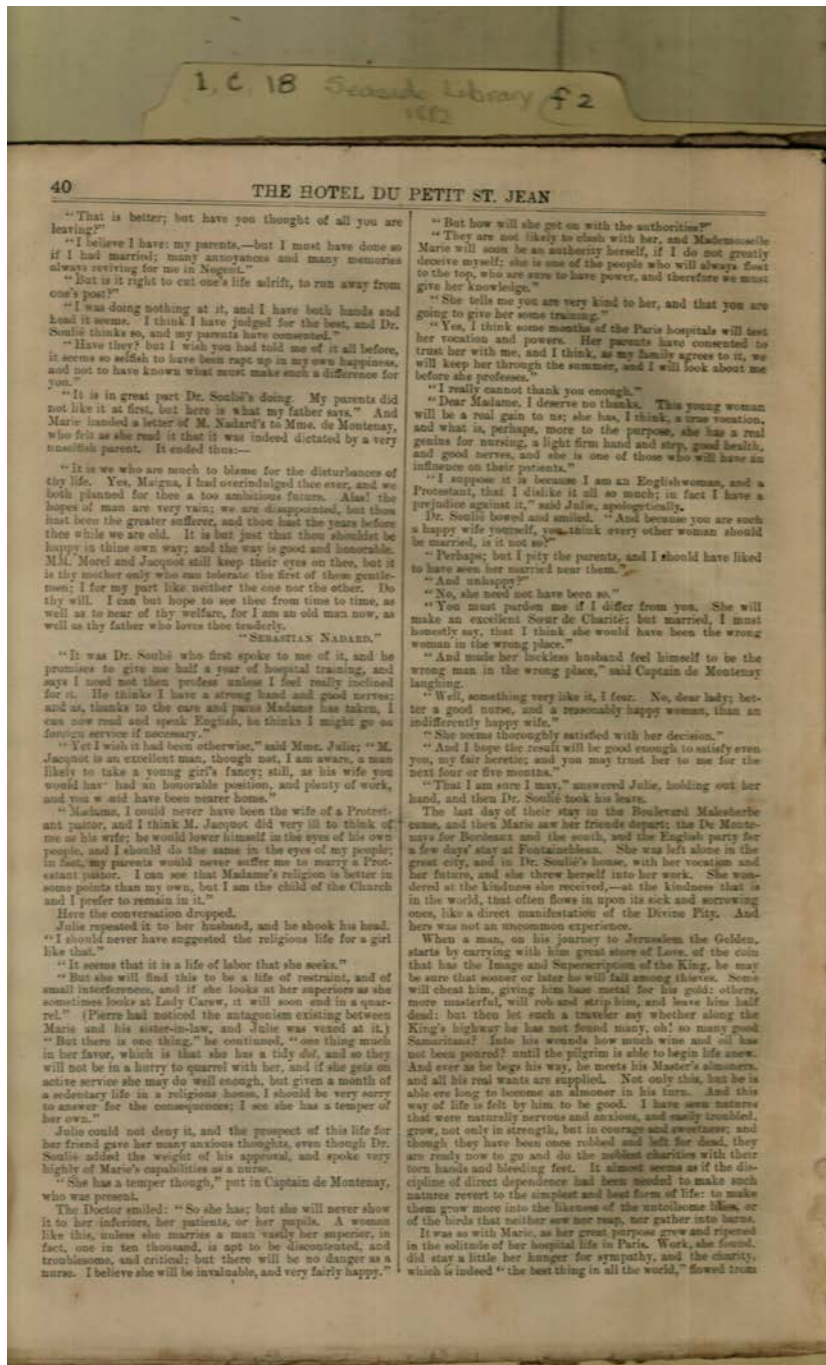 1, C. 18 Seaside Library f 2
1882
40
THE HOTEL DU PETIT ST. JEAN
"That is better; but have you thought of all you are
leaving?"
"I believe I have: my parents,—but I must have done so
if I had married; many annoyances and many memories
always reviving for me in Nogent."
"But is it right to cut one's life adrift, to run away from
one's post?"
"I was doing nothing at it, and I have both hands and
head it seems. I think I have judged for the best, and Dr.
Soulié thinks so, and my parents have consented."
"Have they? but I wish you had told me of it all before,
it seems so selfish to have been rapt up in my own happiness,
and not to have known what must make such a difference for
you."
"It is in great part Dr. Soulié's doing. My parents did
not like it at first, but here is what my father says." And
Marie handed a letter of M. Nadard's to Mme. de Montenay,
who felt as she read it that it was indeed dictated by a very
unselfish parent. It ended thus:—
"It is we who are much to blame for the disturbances of
thy life. Yes, Maigna, I had overindulged thee ever, and we
both planned for thee a too ambitious future. Alas! the
hopes of man are very vain; we are disappointed, but thou
hast been the greater sufferer, and thou hast the years before
thee while we are old. It is but just that thou shouldst be
happy in thine own way; and the way is good and honorable.
MM. Morel and Jacquot still keep their eyes on thee, but it
is thy mother only who can tolerate the first of these gentle-
men; I for my part like neither the one nor the other. Do
thy will. I can but hope to see thee from time to time, as
well as to hear of thy welfare, for I am an old man now, as
well as thy father who loves thee tenderly.
"SEBASTIAN NADARD."
"It was Dr. Soulié who first spoke to me of it, and he
promises to give me half a year of hospital training, and
says I need not then profess unless I feel really inclined
for it. He thinks I have a strong hand and good nerves;
and as, thanks to the care and pains Madame has taken, I
can now read and speak English, he thinks I might go on
foreign service if necessary."
"Yet I wish it had been otherwise," said Mme. Julie; "M.
Jacquot is an excellent man, though not, I am aware, a man
likely to take a young girl's fancy; still, as his wife you
would hav had an honorable position, and plenty of work,
and you would have been nearer home."
"Madame, I could never have been the wife of a Protest-
ant pastor, and I think M. Jacquot did very ill to think of
me as his wife; he would lower himself in the eyes of his own
people, and I should do the same in the eyes of my people;
in fact, my parents would never suffer me to marry a Prot-
estant pastor. I can see that Madame's religion is better in
some points than my own, but I am the child of the Church
and I prefer to remain in it."
Here the conversation dropped.
Julie repeated it to her husband, and he shook his head.
"I should never have suggested the religious life for a girl
like that."
"It seems that it is a life of labor that she seeks."
"But she will find this to be a life of restraint, and of
small interferences, and if she looks at her superiors as she
sometimes looks at Lady Carew, it will soon end in a quar-
rel." (Pierre had noticed the antagonism existing between
Marie and his sister-in-law, and Julie was vexed at it.)
"But there is one thing," he continued, "one thing much
in her favor, which is that she has a tidy dot, and so they
will not be in a hurry to quarrel with her, and if she gets on
active service she may do well enough, but given a month of
a sedentary life in a religious house, I should be very sorry
to answer for the consequences; I see she has a temper of
her own."
Julie could not deny it, and the prospect of this life for
her friend gave her many anxious thoughts, even though Dr.
Soulié added the weight of his approval, and spoke very
highly of Marie's capabilities as a nurse.
"She has a temper though," put in Captain de Montenay,
who was present.
The Doctor smiled: "So she has; but she will never show
it to her inferiors, her patients, or her pupils. A woman
like this, unless she marries a man vastly her superior, in
fact, one in ten thousand, is apt to be discontented, and
troublesome, and critical; but there will be no danger as a
nurse. I believe she will be invaluable, and very fairly happy."
"But how will she get on with the authorities?"
"They are not likely to clash with her, and Mademoiselle
Marie will soon be an authority herself, if I do not greatly
deceive myself; she is one of the people who will always float
to the top, who are sure to have power, and therefore we must
give her knowledge."
"She tells me you are very kind to her, and that you are
going to give her some training."
"Yes, I think some months of the Paris hospitals will test
her vocation and powers. Her parents have consented to
trust her with me, and I think, as my family agrees to it, we
will keep her through the summer, and I will look about me
before she professes."
"I really cannot thank you enough."
"Dear Madame, I deserve no thanks. This young woman
will be a real gain to us; she has, I think, a true vocation,
and what is, perhaps, more to the purpose, she has a real
genius for nursing, a light firm hand and step, good health,
and good nerves, and she is one of those who will have an
influence on their patients."
"I suppose it is because I am an Englishwoman, and a
Protestant, that I dislike it all so much; in fact I have a
prejudice against it," said Julie, apologetically.
Dr. Soulié bowed and smiled. "And because you are such
a happy wife yourself, you think every other woman should
be married, is it not so?"
"Perhaps; but I pity the parents, and I should have liked
to have seen her married near them."
"And unhappy?"
"No, she need not have been so."
"You must pardon me if I differ from you. She will
make an excellent Sœur de Charité; but married, I must
honestly say, that I think she would have been the wrong
woman in the wrong place."
"And made her luckless husband feel himself to be the
wrong man in the wrong place," said Captain de Montenay
laughing.
"Well, something very like it, I fear. No, dear lady; bet-
ter a good nurse, and a reasonably happy woman, than an
indifferently happy wife."
"She seems thoroughly satisfied with her decision."
"And I hope the result will be good enough to satisfy even
you, my fair heretic; and you may trust her to me for the
next four or five months."
"That I am sure I may," answered Julie, holding out her
hand, and then Dr. Soulié took his leave.
The last day of their stay in the Boulevard Malesherbe
came, and then Marie saw her friends depart; the De Monte-
nays for Bordeaux and the south, and the English party for
a few days' stay at Fontainebleau. She was left alone in the
great city, and in Dr. Soulié's house, with her vocation and
her future, and she threw herself into her work. She won-
dered at the kindness she received,—at the kindness that is
in the world, that often flows in upon its sick and sorrowing
ones, like a direct manifestation of the Divine Pity. And
hers was not an uncommon experience.
When a man, on his journey to Jerusalem the Golden,
starts by carrying with him great store of Love, of the coin
that has the Image and Superscription of the King, he may
be sure that sooner or later he will fall among thieves. Some
will cheat him, giving him base metal for his gold: others,
more masterful, will rob and strip him, and leave him half
dead: but then let such a traveler say whether along the
King's highway he has not found many, oh! so many good
Samaritans? Into his wounds how much wine and oil has
not been poured? until the pilgrim is able to begin life anew.
And ever as he begs his way, he meets his Master's almoners,
and all his real wants are supplied. Not only this, but he is
able ere long to become an almoner in his turn. And this
way of life is felt by him to be good. I have seen natures
that were naturally nervous and anxious, and easily troubled,
grow, not only in strength, but in courage and sweetness; and
though they have been once robbed and left for dead, they
are ready now to go and do the noblest charities with their
torn hands and bleeding feet. It almost seems as if the dis-
cipline of direct dependence had been needed to make such
natures revert to the simplest and best form of life: to make
them grow more into the likeness of the untoilsome lilies, or
of the birds that neither sow nor reap, nor gather into barns.
It was so with Marie, as her great purpose grew and ripened
in the solitude of her hospital life in Paris. Work, she found,
did stay a little her hunger for sympathy, and the charity,
which is indeed "the best thing in all the world," flowed from